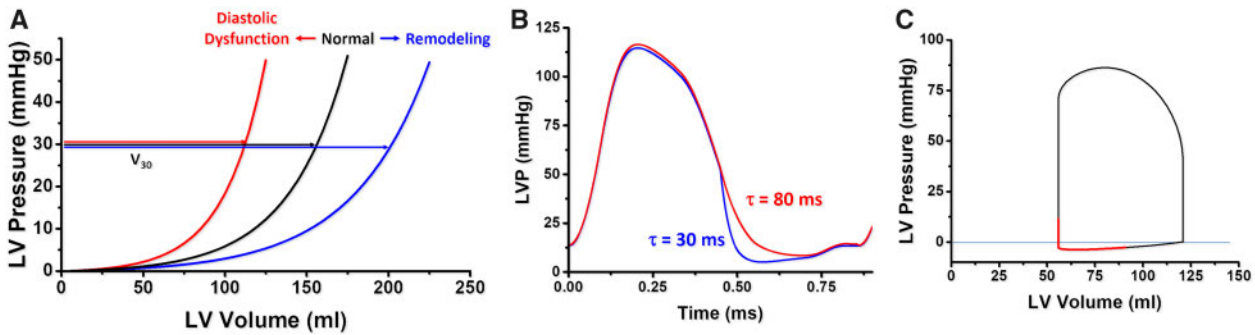 A
Diastolic
Dysfunction
Normal
Remodeling
LV Pressure (mmHg)
50
40
30
20
10
0
V30
0
50
100
150
200
250
LV Volume (ml)
B
LVP (mmHg)
125
100
75
50
25
0
τ = 80 ms
τ = 30 ms
0.00
0.25
0.50
0.75
Time (ms)
C
LV Pressure (mmHg)
100
75
50
25
0
0
25
50
75
100
125
150
LV Volume (ml)